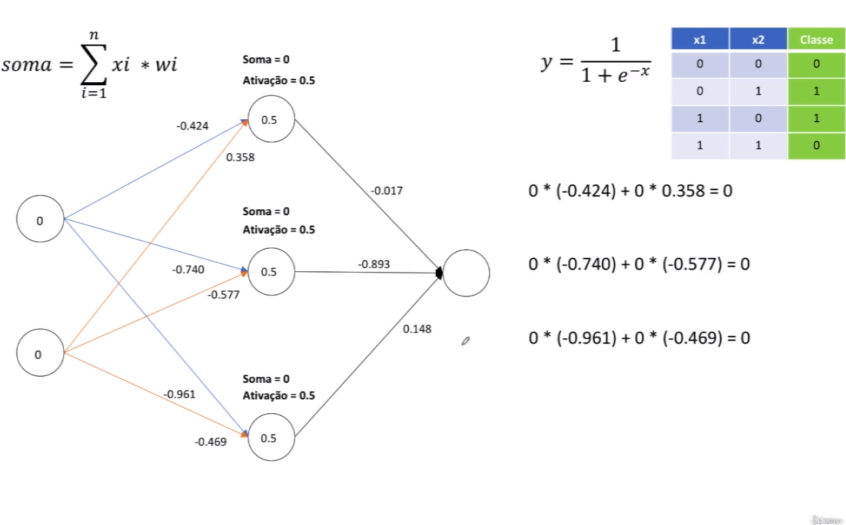 soma = \sum_{i=1}^{n} xi * wi
Soma = 0
Ativação = 0.5
0.5
-0.424
0.358
-0.017
0
Soma = 0
Ativação = 0.5
0.5
-0.740
-0.577
-0.893
0
0.148
Soma = 0
Ativação = 0.5
0.5
-0.961
-0.469
y = \frac{1}{1 + e^{-x}}
x1 x2 Classe
0 0 0
0 1 1
1 0 1
1 1 0
0 * (-0.424) + 0 * 0.358 = 0
0 * (-0.740) + 0 * (-0.577) = 0
0 * (-0.961) + 0 * (-0.469) = 0